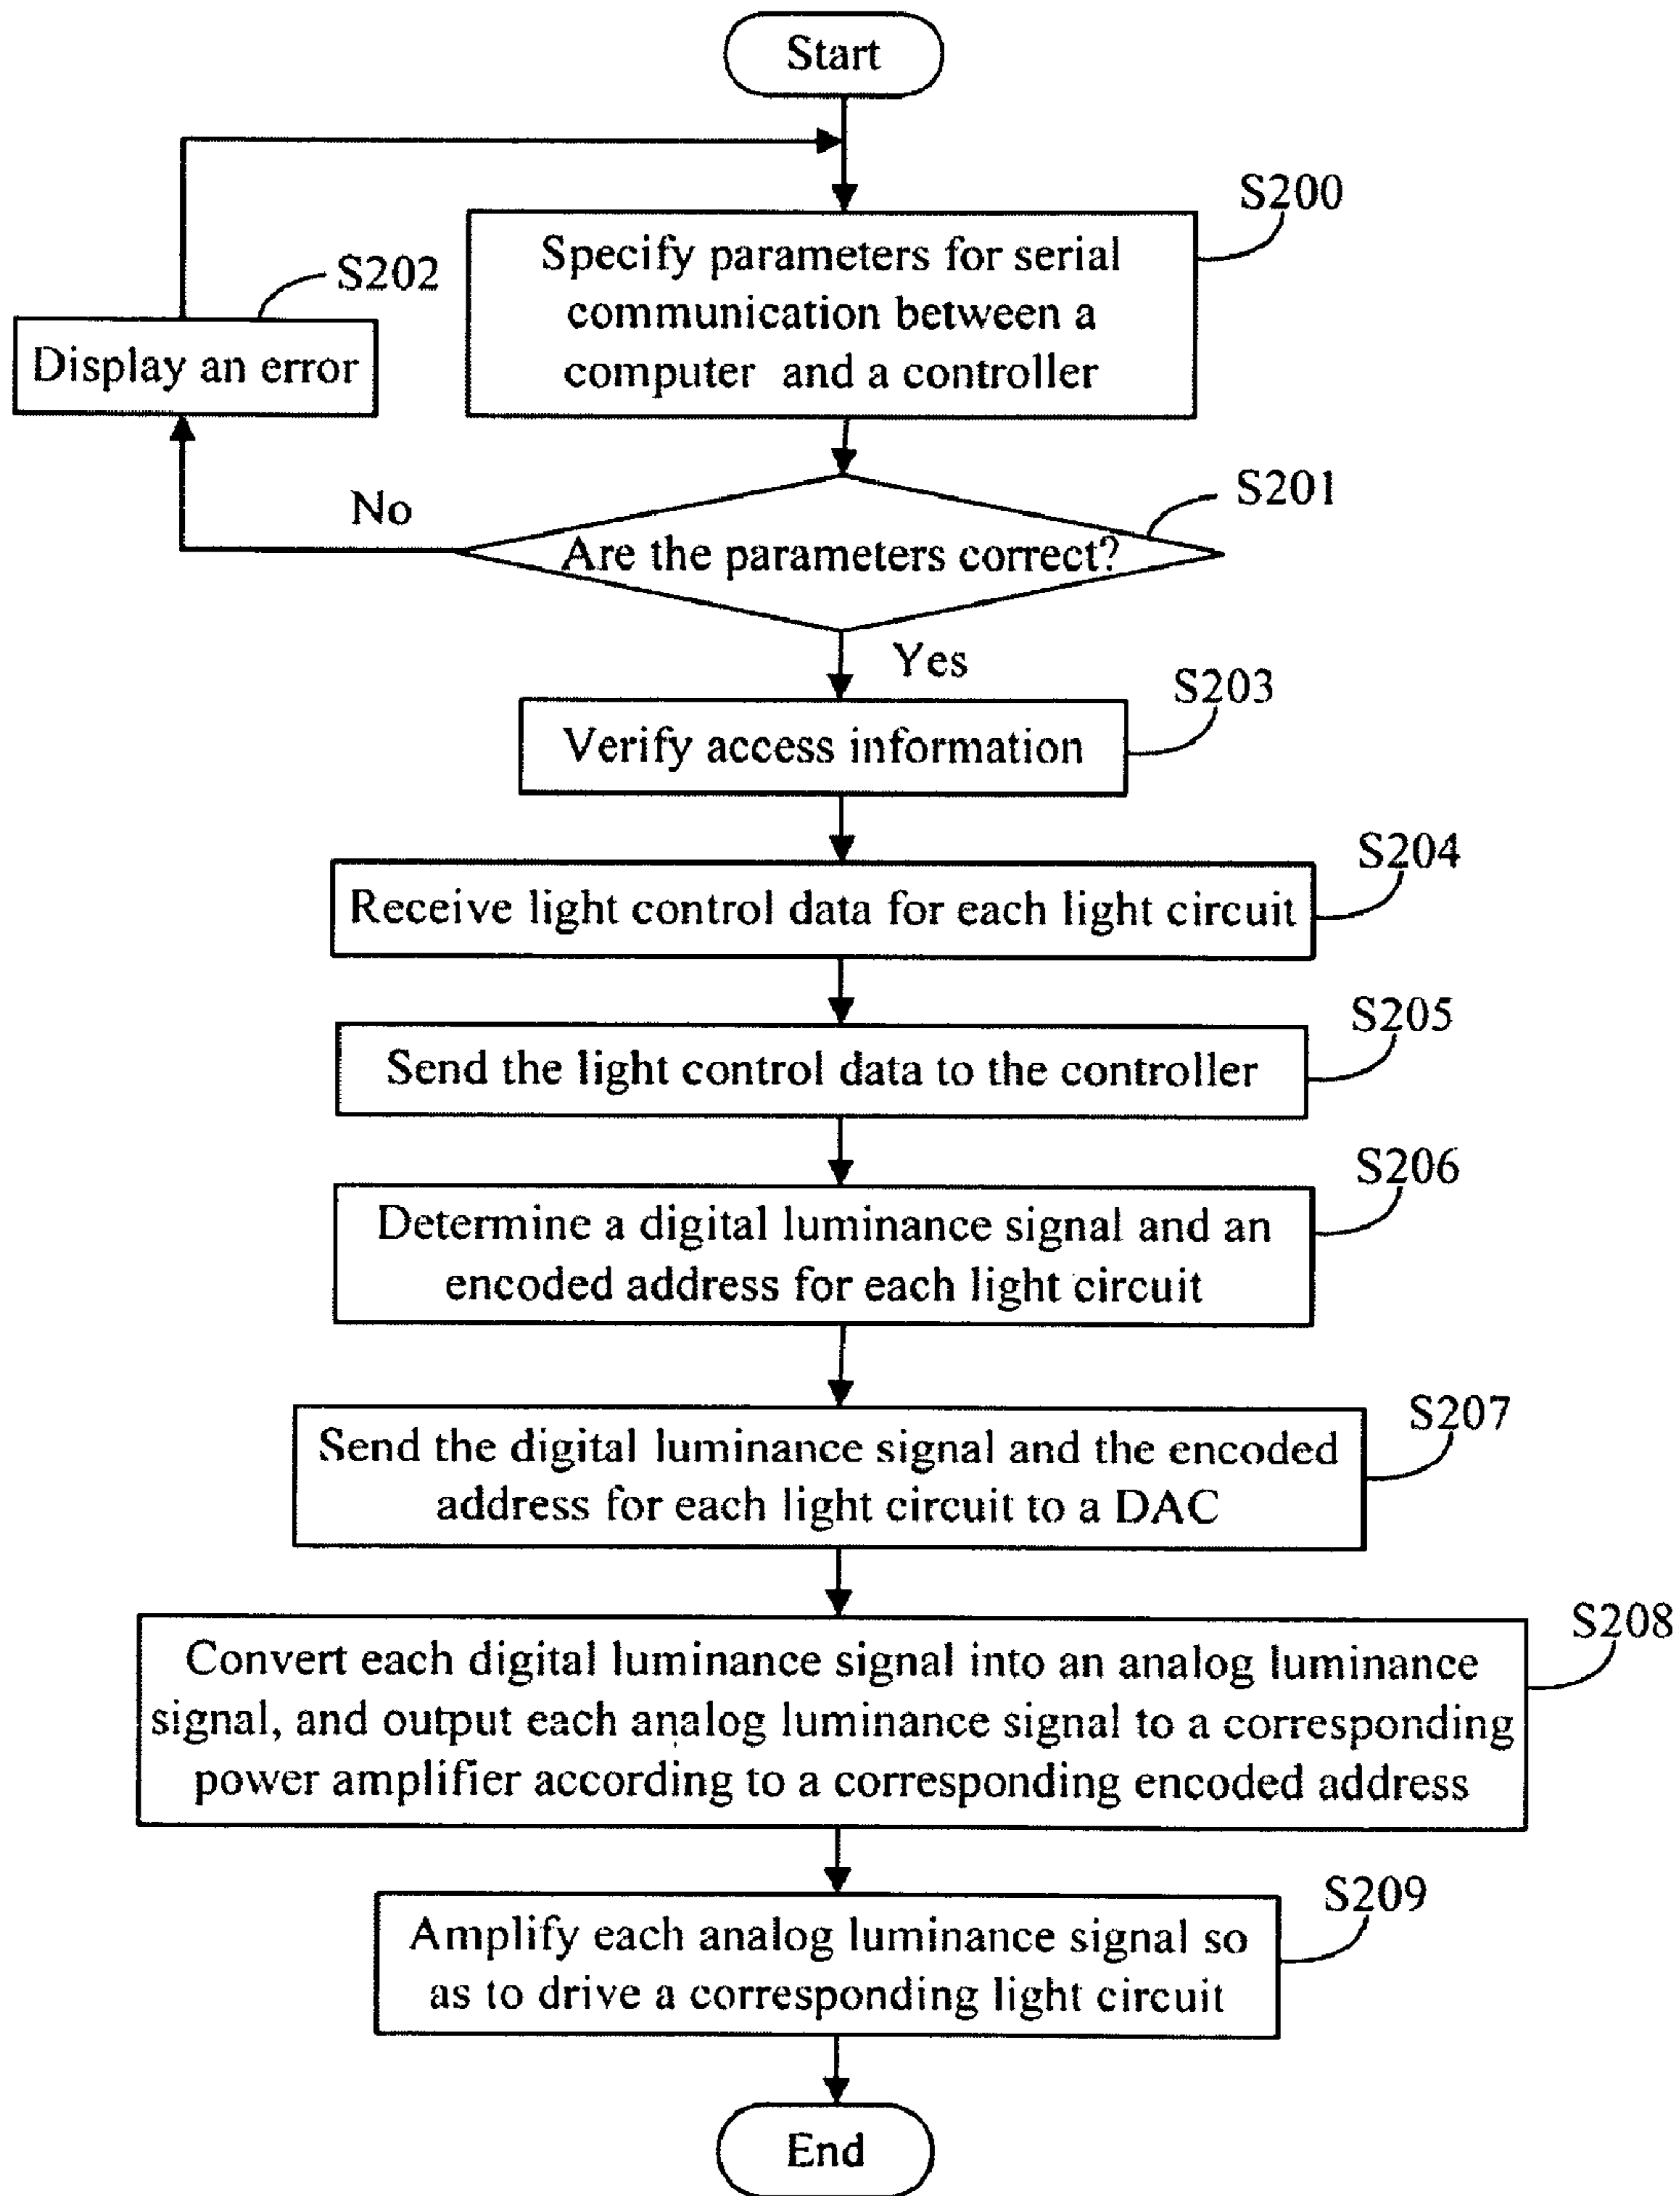 Start
S200
Specify parameters for serial
communication between a
computer and a controller
S202
Display an error
S201
No
Are the parameters correct?
Yes
S203
Verify access information
S204
Receive light control data for each light circuit
S205
Send the light control data to the controller
S206
Determine a digital luminance signal and an
encoded address for each light circuit
S207
Send the digital luminance signal and the encoded
address for each light circuit to a DAC
S208
Convert each digital luminance signal into an analog luminance
signal, and output each analog luminance signal to a corresponding
power amplifier according to a corresponding encoded address
S209
Amplify each analog luminance signal so
as to drive a corresponding light circuit
End